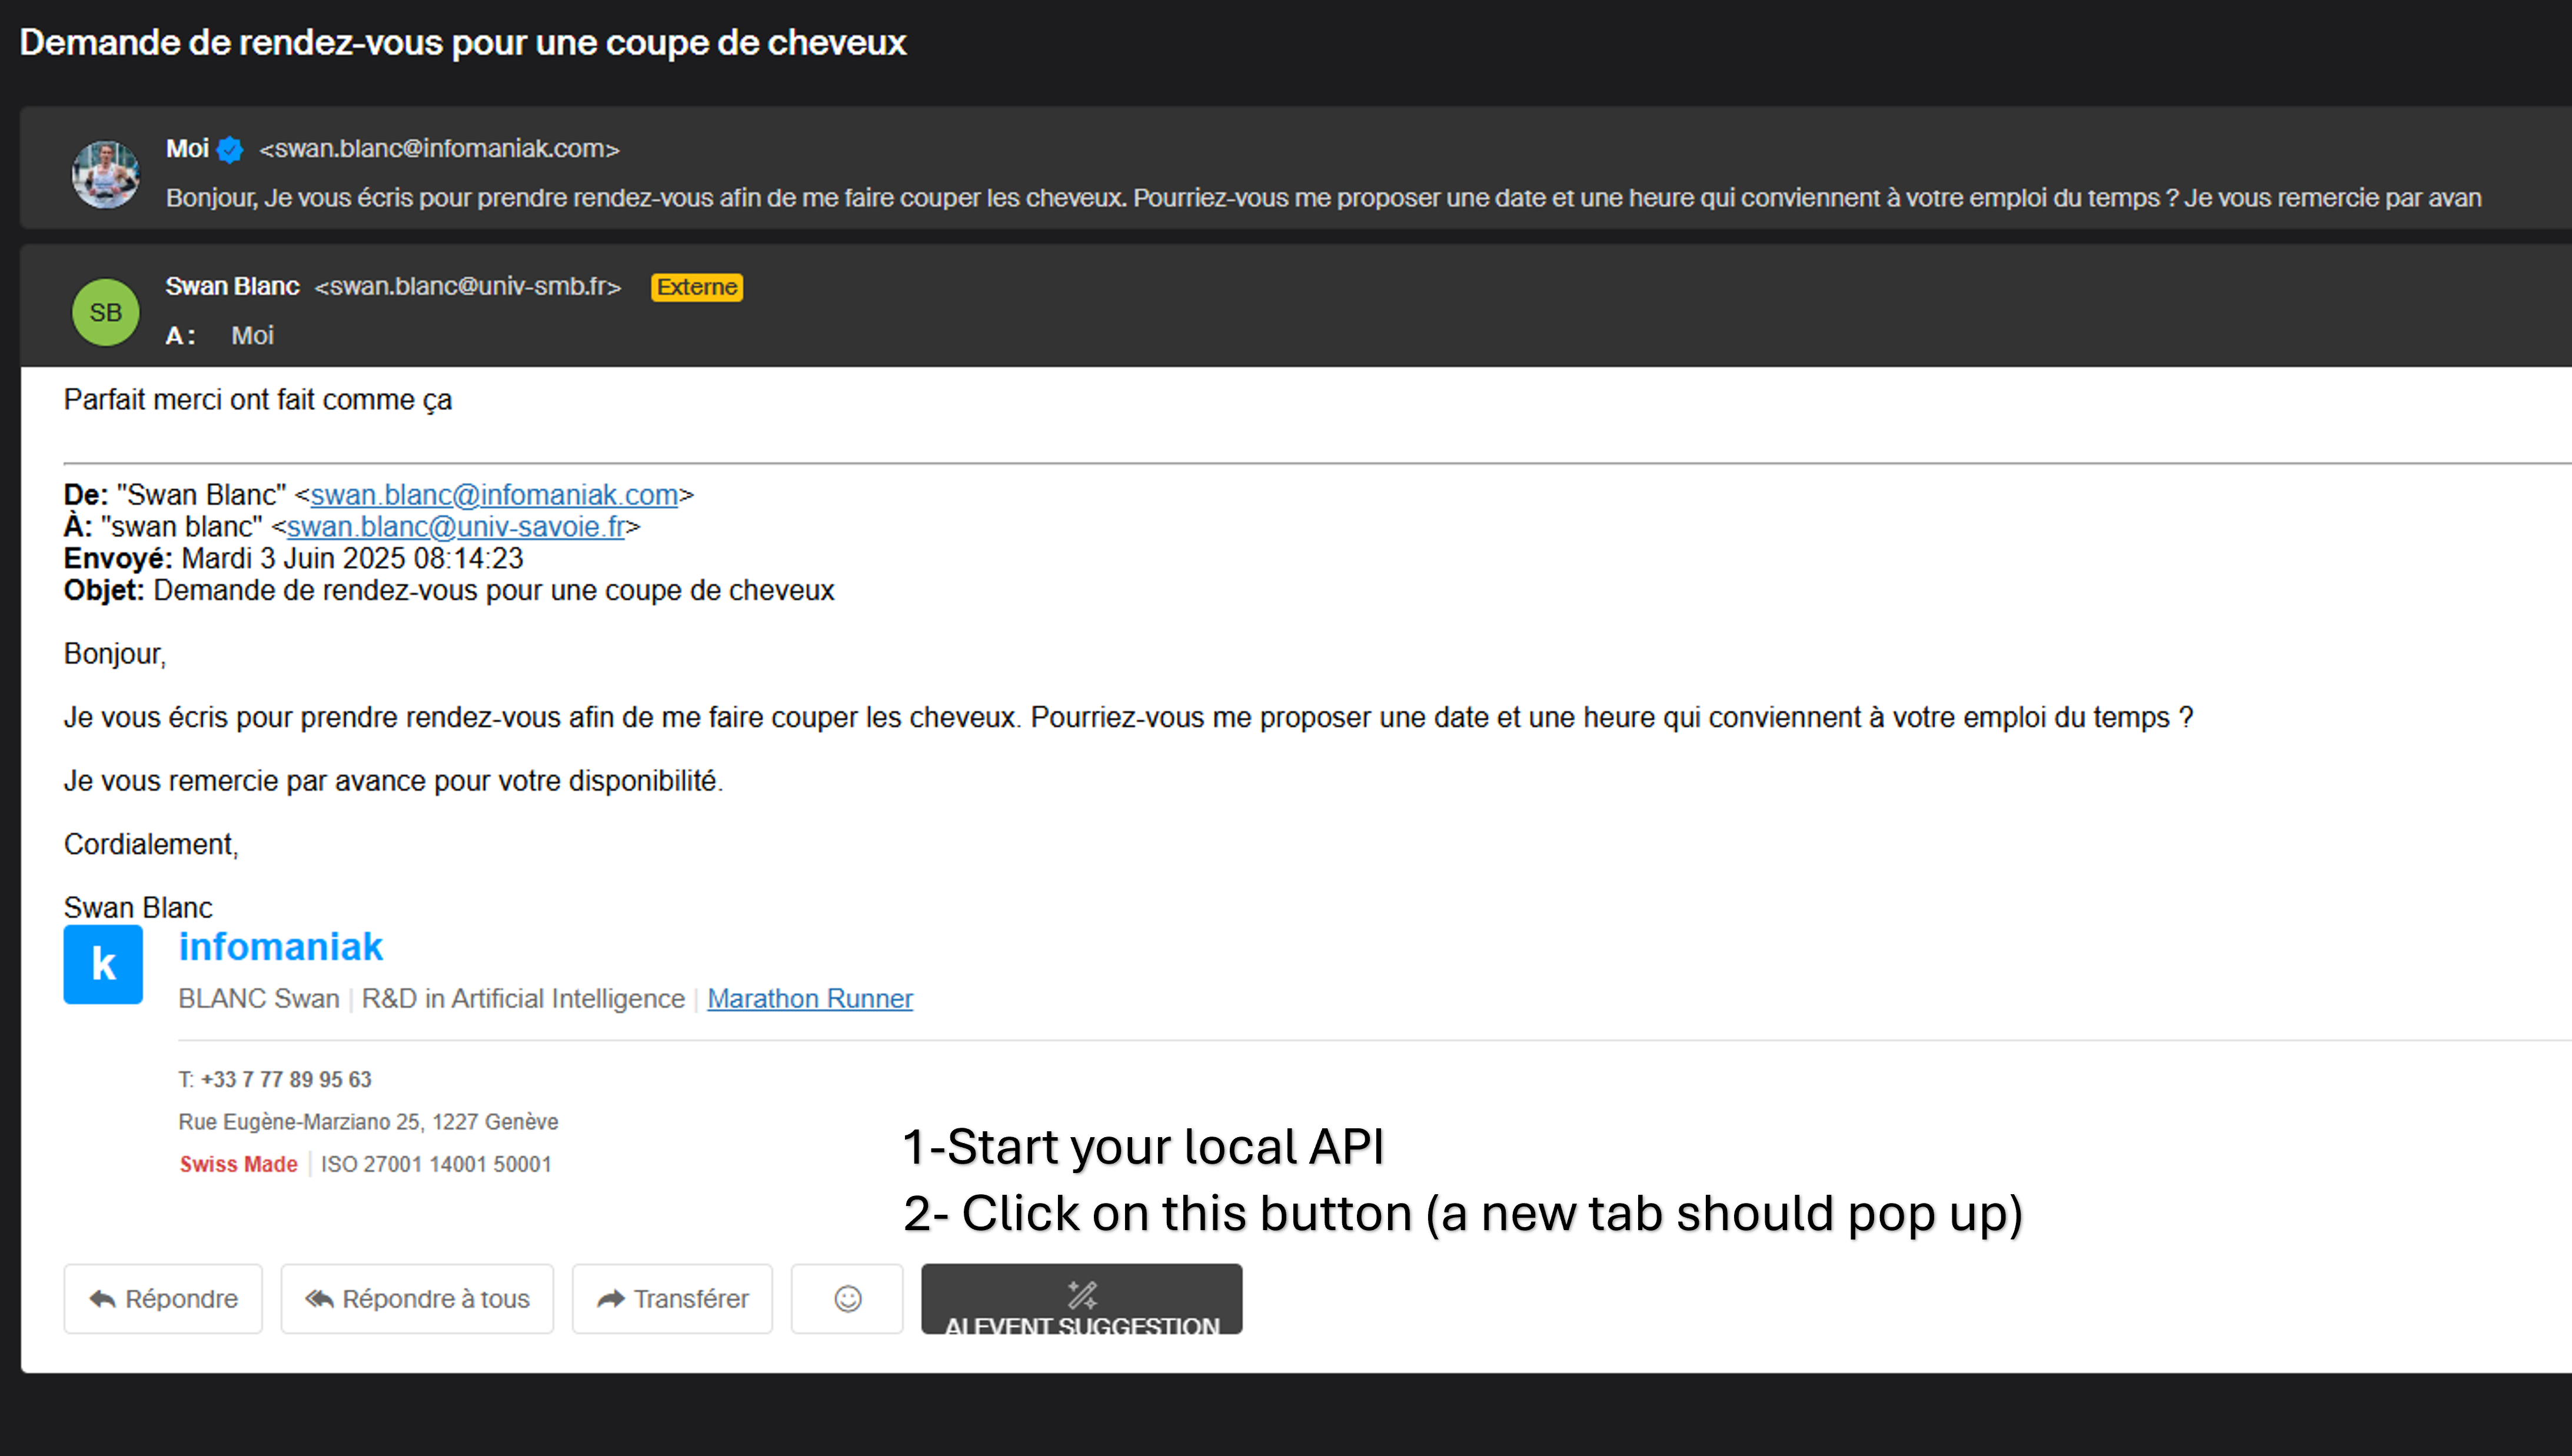 Demande de rendez-vous pour une coupe de cheveux
Moi <swan.blanc@infomaniak.com>
Bonjour, Je vous écris pour prendre rendez-vous afin de me faire couper les cheveux. Pourriez-vous me proposer une date et une heure qui conviennent à votre emploi du temps ? Je vous remercie par avan
SB
Swan Blanc <swan.blanc@univ-smb.fr> Externe
A : Moi
Parfait merci ont fait comme ça
De: "Swan Blanc" <swan.blanc@infomaniak.com>
À: "swan blanc" <swan.blanc@univ-savoie.fr>
Envoyé: Mardi 3 Juin 2025 08:14:23
Objet: Demande de rendez-vous pour une coupe de cheveux
Bonjour,
Je vous écris pour prendre rendez-vous afin de me faire couper les cheveux. Pourriez-vous me proposer une date et une heure qui conviennent à votre emploi du temps ?
Je vous remercie par avance pour votre disponibilité.
Cordialement,
Swan Blanc
k infomaniak
BLANC Swan | R&D in Artificial Intelligence | Marathon Runner
T: +33 7 77 89 95 63
Rue Eugène-Marziano 25, 1227 Genève
Swiss Made | ISO 27001 14001 50001
1-Start your local API
2- Click on this button (a new tab should pop up)
Répondre Répondre à tous Transférer
AI EVENT SUGGESTION